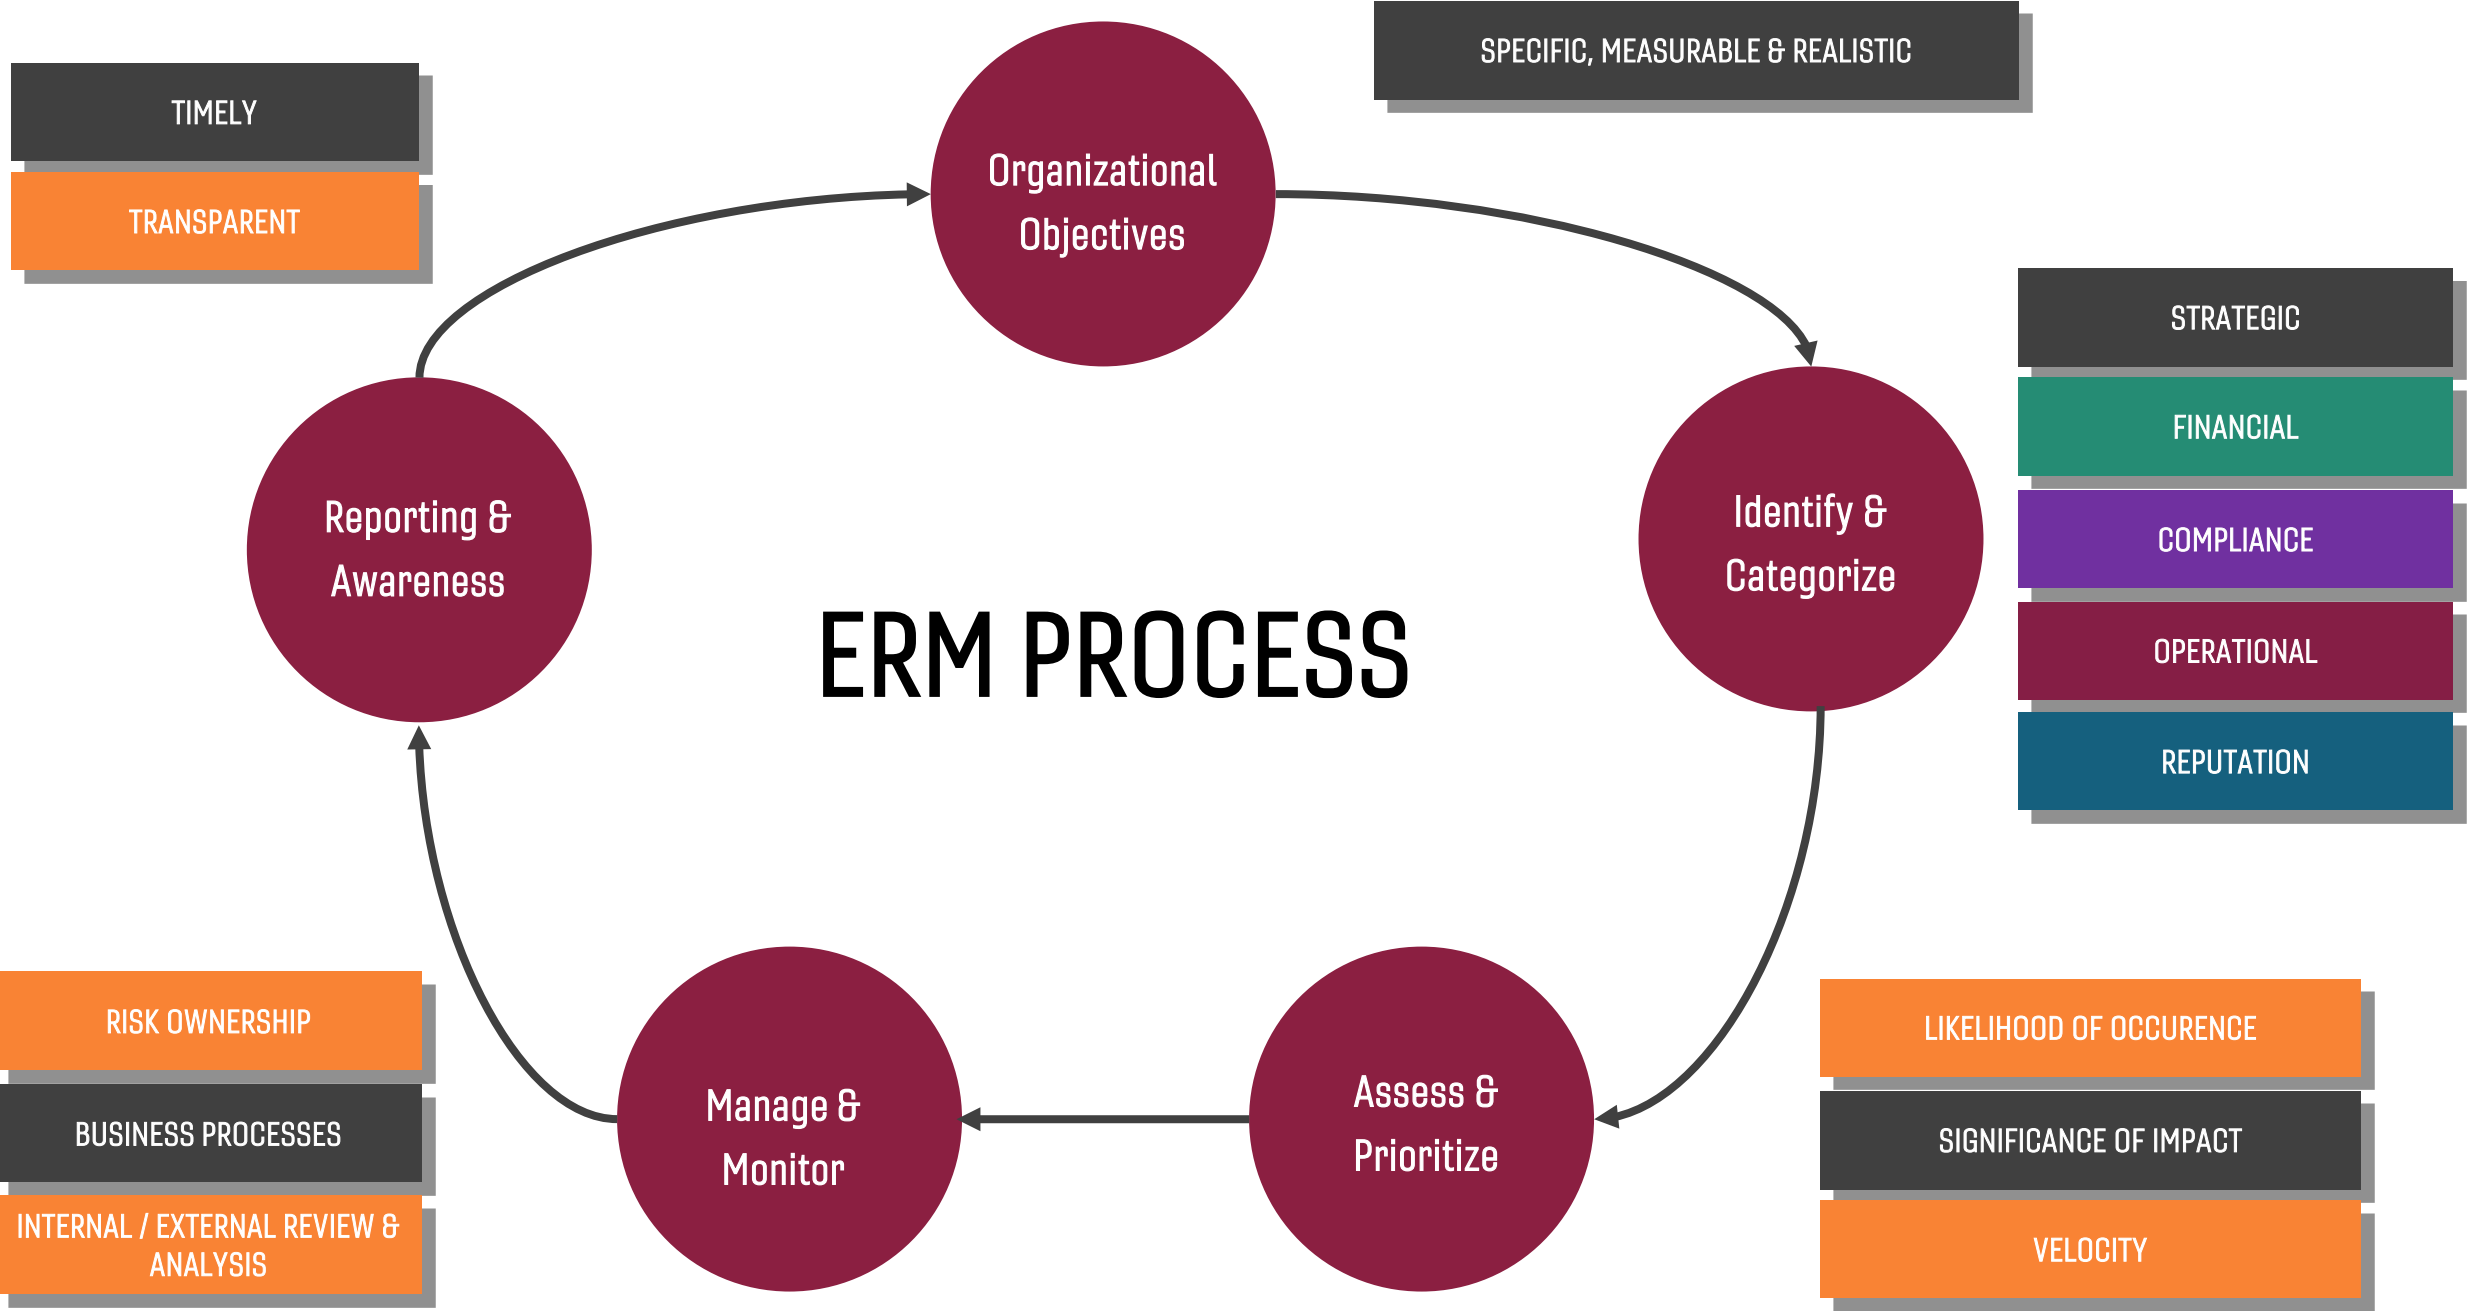 SPECIFIC, MEASURABLE & REALISTIC
TIMELY
TRANSPARENT
Organizational
Objectives
STRATEGIC
FINANCIAL
COMPLIANCE
OPERATIONAL
REPUTATION
Identify &
Categorize
Reporting &
Awareness
ERM PROCESS
RISK OWNERSHIP
BUSINESS PROCESSES
INTERNAL / EXTERNAL REVIEW &
ANALYSIS
Manage &
Monitor
Assess &
Prioritize
LIKELIHOOD OF OCCURENCE
SIGNIFICANCE OF IMPACT
VELOCITY